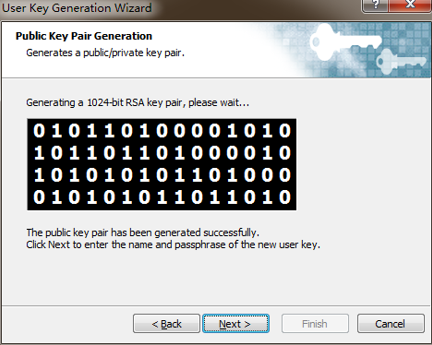 User Key Generation Wizard
Public Key Pair Generation
Generates a public/private key pair.
Generating a 1024-bit RSA key pair, please wait...
0 1 0 1 1 0 1 0 0 0 0 1 0 1 0
1 0 1 1 0 1 1 0 1 0 0 0 0 1 0
1 0 1 0 1 0 1 0 1 1 0 1 0 0 0
0 1 0 1 0 1 0 1 1 0 1 1 0 1 0
The public key pair has been generated successfully.
Click Next to enter the name and passphrase of the new user key.
< Back Next > Finish Cancel